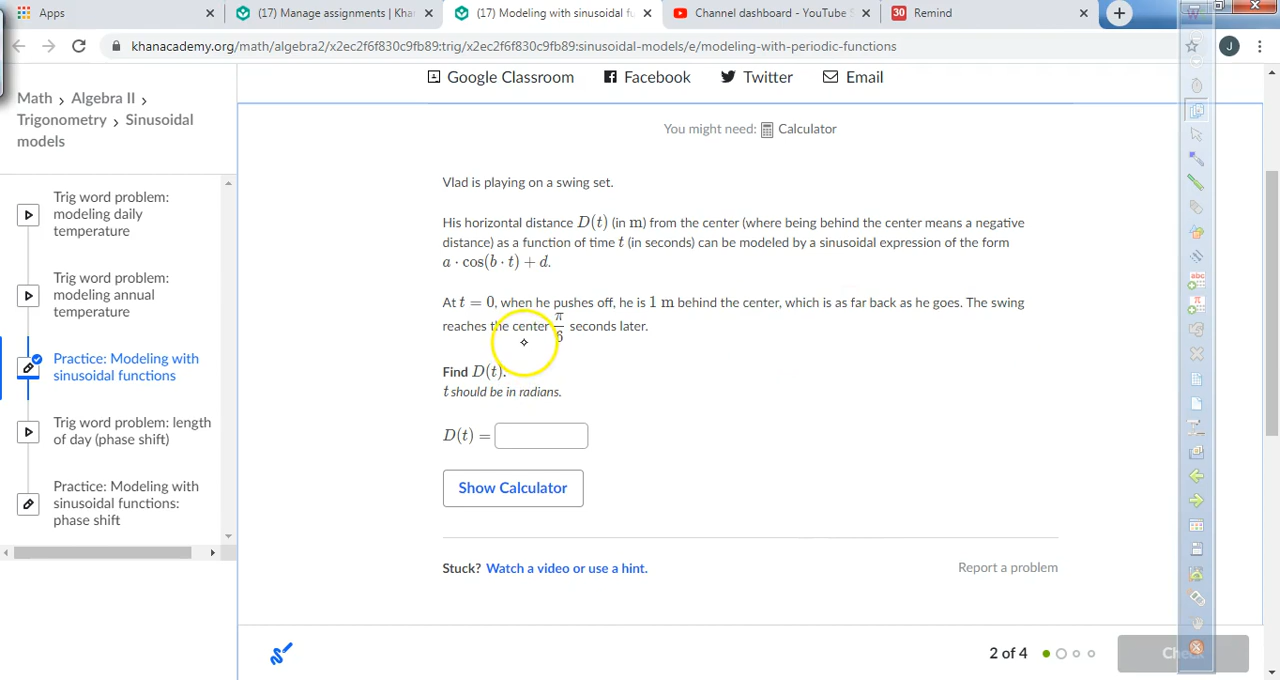 Apps
(17) Manage assignments | Kha
(17) Modeling with sinusoidal fu
Channel dashboard - YouTube S
30
Remind
khanacademy.org/math/algebra2/x2ec2f6f830c9fb89:trig/x2ec2f6f830c9fb89:sinusoidal-models/e/modeling-with-periodic-functions
J
Google Classroom
Facebook
Twitter
Email
Math > Algebra II >
Trigonometry > Sinusoidal
models
You might need: Calculator
Trig word problem:
modeling daily
temperature
Trig word problem:
modeling annual
temperature
Practice: Modeling with
sinusoidal functions
Trig word problem: length
of day (phase shift)
Practice: Modeling with
sinusoidal functions:
phase shift
Vlad is playing on a swing set.
His horizontal distance D(t) (in m) from the center (where being behind the center means a negative
distance) as a function of time t (in seconds) can be modeled by a sinusoidal expression of the form
a · cos(b · t) + d.
At t = 0, when he pushes off, he is 1 m behind the center, which is as far back as he goes. The swing
reaches the center π/6 seconds later.
Find D(t).
t should be in radians.
D(t) =
Show Calculator
Stuck? Watch a video or use a hint.
Report a problem
2 of 4
abc
π